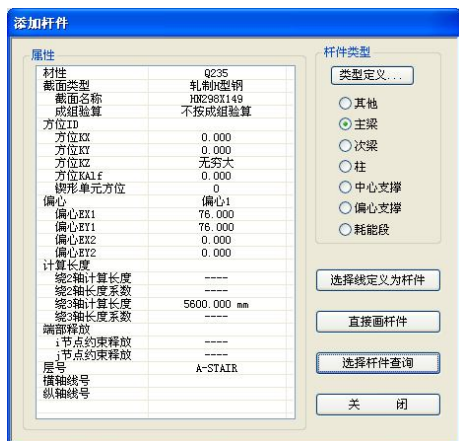 添加杆件
属性
材性 Q235
截面类型 轧制H型钢
截面名称 HN298X149
成组验算 不按成组验算
方位ID
方位KX 0.000
方位KY 0.000
方位KZ 无穷大
方位KAlf 0.000
楔形单元方位 0
偏心 偏心1
偏心EX1 76.000
偏心EY1 76.000
偏心EX2 0.000
偏心EY2 0.000
计算长度
绕2轴计算长度 ----
绕2轴长度系数 ----
绕3轴计算长度 5600.000 mm
绕3轴长度系数 ----
端部释放
i节点约束释放 ----
j节点约束释放 ----
层号 A-STAIR
横轴线号
纵轴线号
杆件类型
类型定义...
其他
主梁
次梁
柱
中心支撑
偏心支撑
耗能段
选择线定义为杆件
直接画杆件
选择杆件查询
关 闭